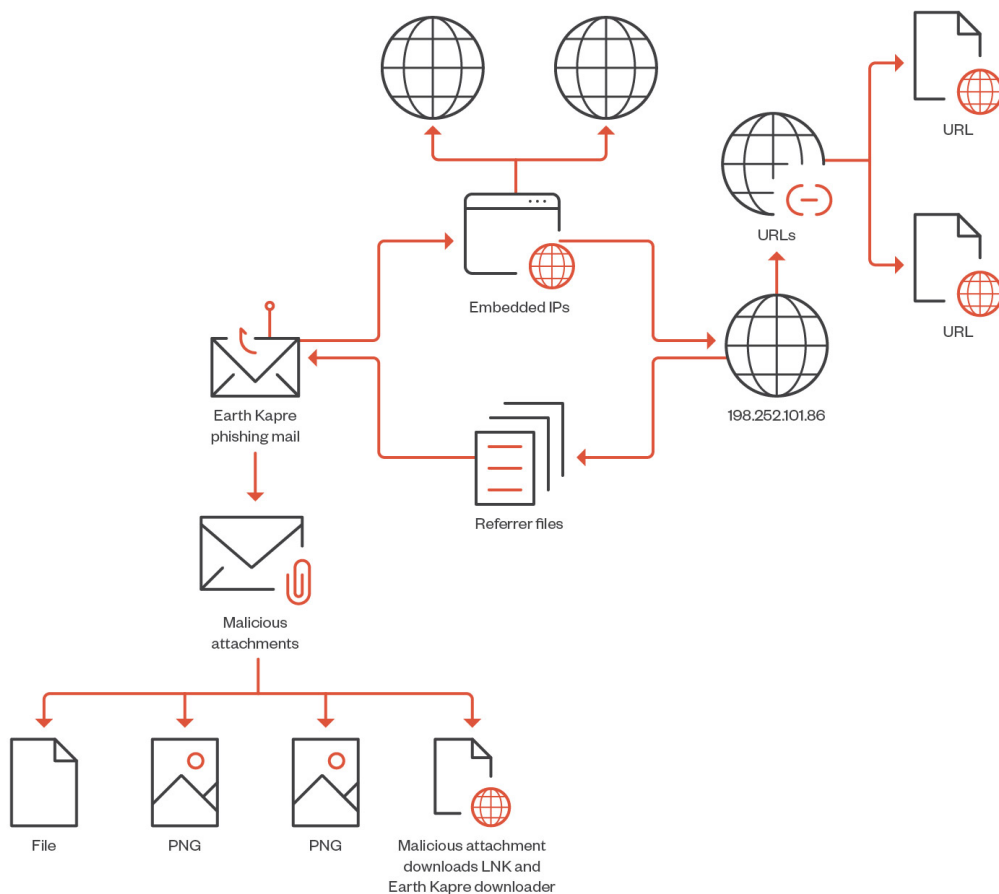 URL
URLs
URL
Embedded IPs
198.252.101.86
Earth Kapre
phishing mail
Referrer files
Malicious
attachments
File
PNG
PNG
Malicious attachment
downloads LNK and
Earth Kapre downloader